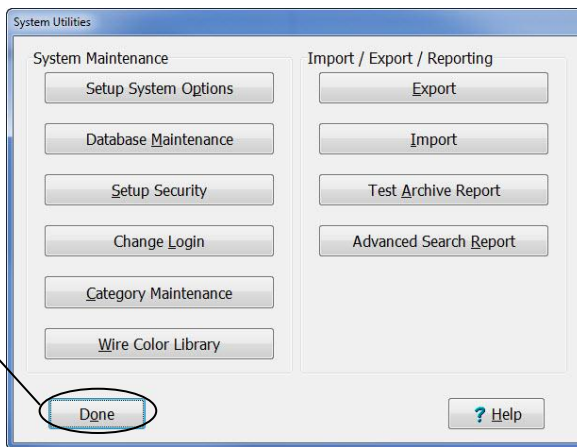 System Utilities
System Maintenance
Setup System Options
Database Maintenance
Setup Security
Change Login
Category Maintenance
Wire Color Library
Import / Export / Reporting
Export
Import
Test Archive Report
Advanced Search Report
Done
? Help